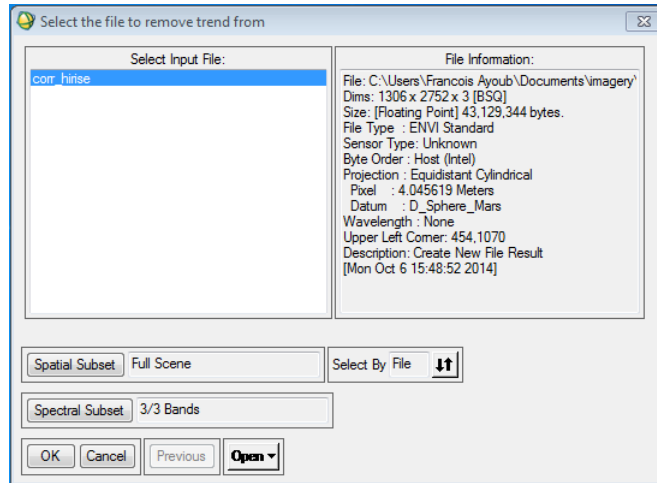 Select the file to remove trend from
Select Input File:
corr_hirise
File Information:
File: C:\Users\Francois Ayoub\Documents\imagery\
Dims: 1306 x 2752 x 3 [BSQ]
Size: [Floating Point] 43,129,344 bytes.
File Type : ENVI Standard
Sensor Type: Unknown
Byte Order : Host (Intel)
Projection : Equidistant Cylindrical
Pixel : 4.045619 Meters
Datum : D_Sphere_Mars
Wavelength : None
Upper Left Corner: 454,1070
Description: Create New File Result
[Mon Oct 6 15:48:52 2014]
Spatial Subset Full Scene
Select By File
Spectral Subset 3/3 Bands
OK Cancel Previous Open